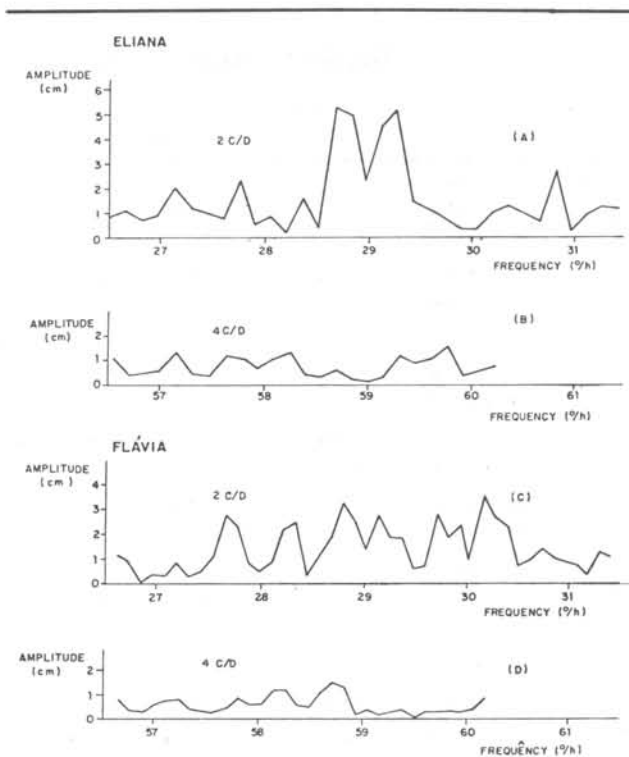 ELIANA
AMPLITUDE
(cm)
6
5
4
3
2
1
0
2 C/D
(A)
27 28 29 30 31
FREQUENCY (º/h)
AMPLITUDE
(cm)
2
1
0
4 C/D
(B)
57 58 59 60 61
FREQUENCY (º/h)
FLÁVIA
AMPLITUDE
(cm)
4
3
2
1
0
2 C/D
(C)
27 28 29 30 31
FREQUENCY (º/h)
AMPLITUDE
(cm)
2
1
0
4 C/D
(D)
57 58 59 60 61
FREQUÊNCY (º/h)